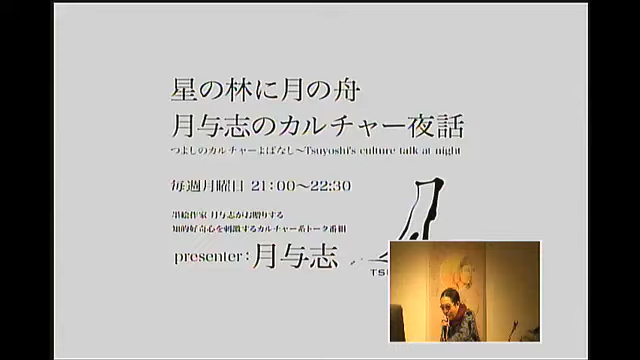 星の林に月の舟
月与志のカルチャー夜話
つよしのカルチャーよばなし〜Tsuyoshi's culture talk at night
毎週月曜日 21:00〜22:30
墨絵作家 月与志がお贈りする
知的好奇心を刺激するカルチャー系トーク番組
presenter:月与志